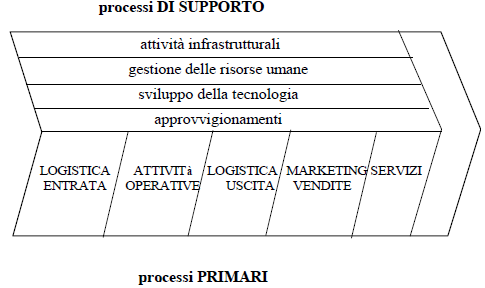 processi DI SUPPORTO
attività infrastrutturali
gestione delle risorse umane
sviluppo della tecnologia
approvvigionamenti
LOGISTICA ATTIVITà LOGISTICA MARKETING SERVIZI
ENTRATA OPERATIVE USCITA VENDITE
processi PRIMARI